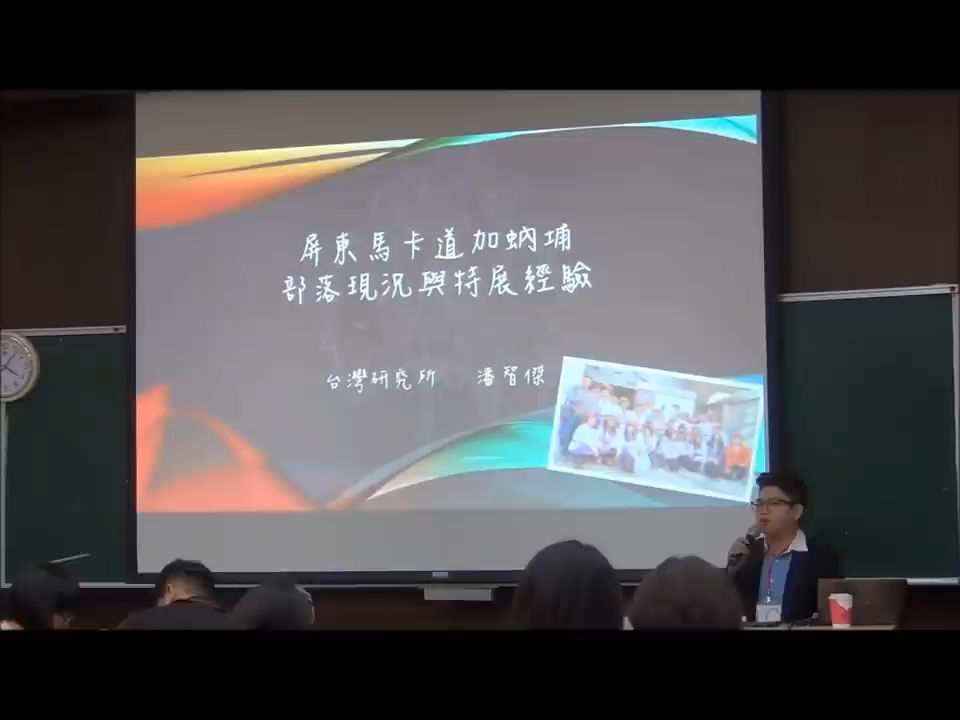 屏東馬卡道加蚋埔
部落現況與特展經驗
台灣研究所 潘智傑